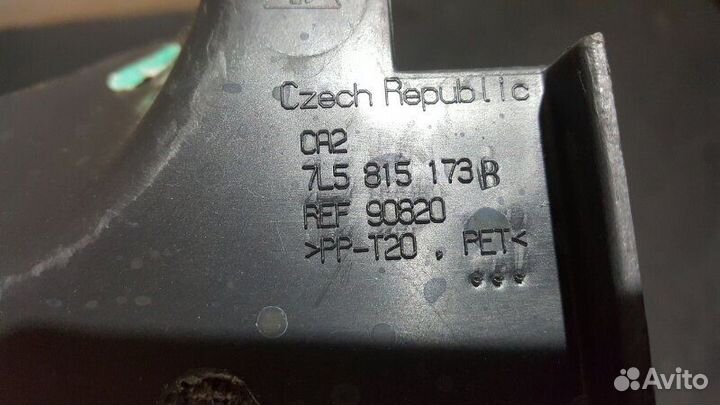 Czech Republic
CA2
7L5 815 173 B
REF 90820
>PP-T20 . PET<
Avito